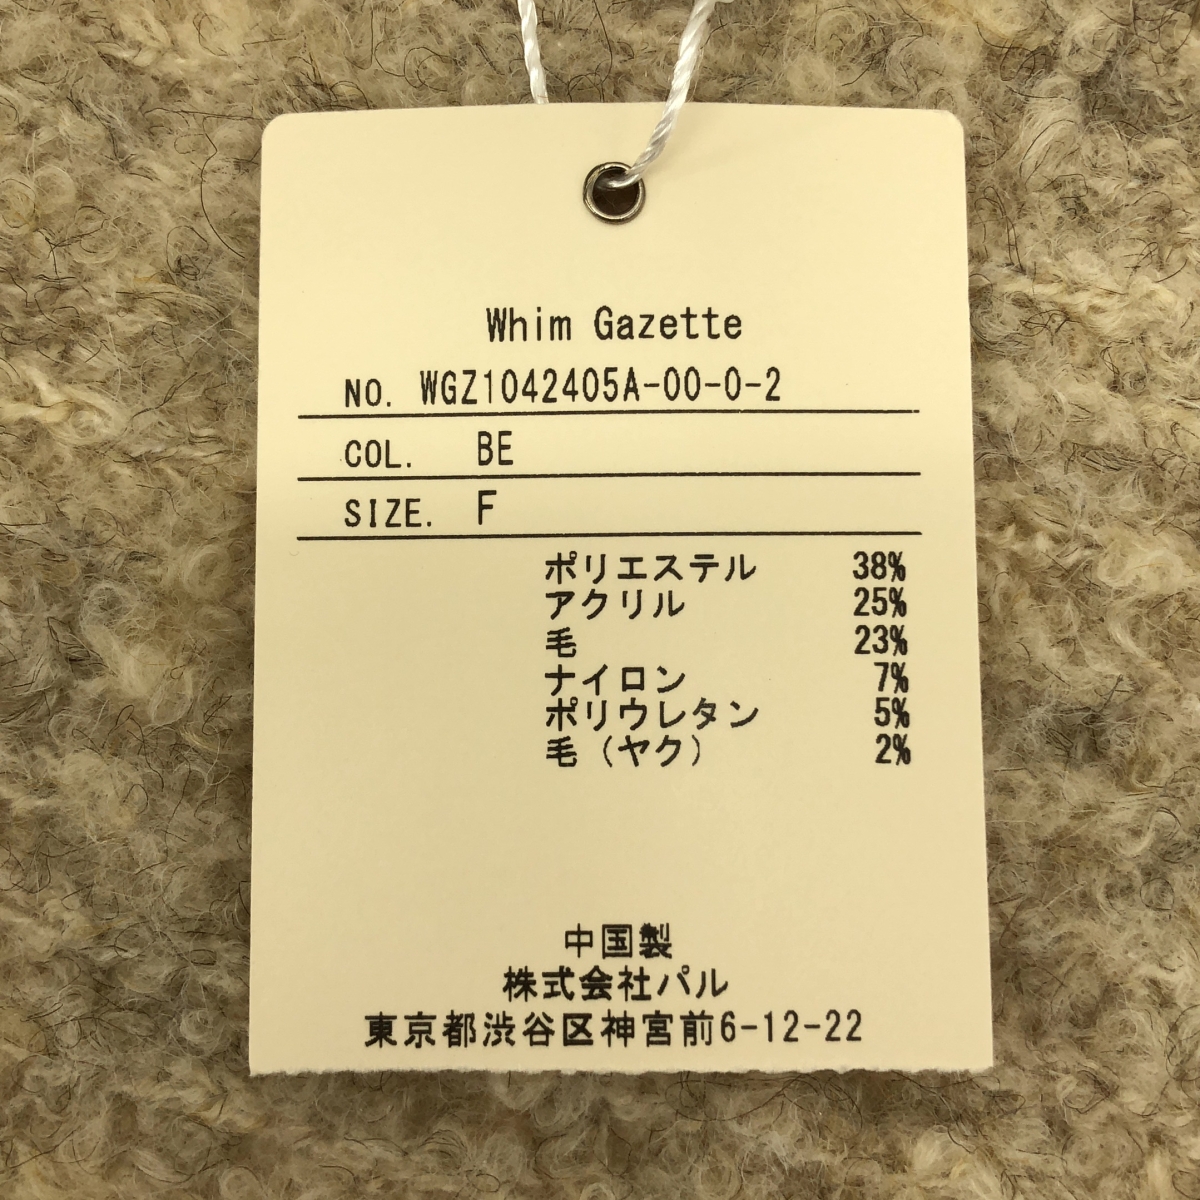 Whim Gazette
NO. WGZ1042405A-00-0-2
COL. BE
SIZE. F
ポリエステル 38%
アクリル 25%
毛 23%
ナイロン 7%
ポリウレタン 5%
毛（ヤク） 2%
中国製
株式会社パル
東京都渋谷区神宮前6-12-22